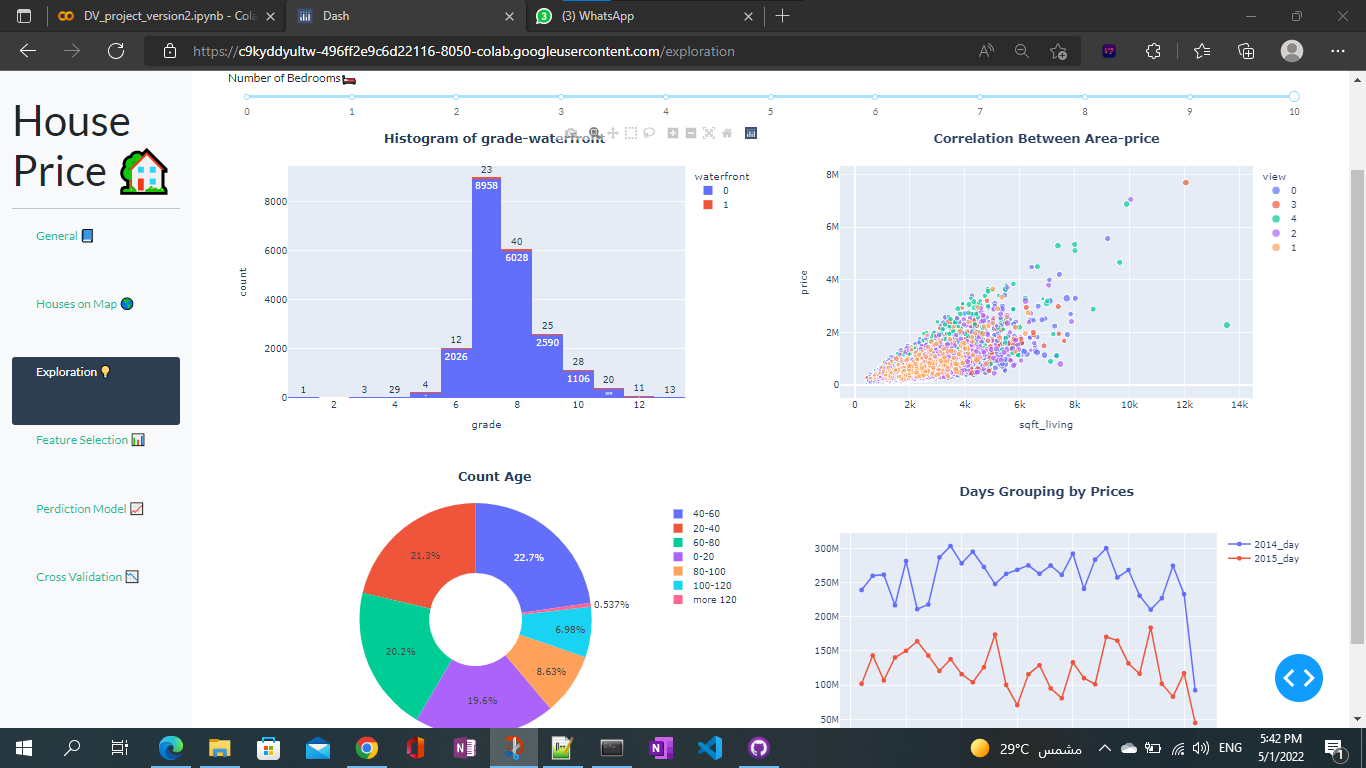 DV_project_version2.ipynb - Cola
Dash
(3) WhatsApp
https://c9kyddyultw-496ff2e9c6d22116-8050-colab.googleusercontent.com/exploration
House
Price
General
Houses on Map
Exploration
Feature Selection
Perdiction Model
Cross Validation
Number of Bedrooms
0 1 2 3 4 5 6 7 8 9 10
Histogram of grade-waterfront
waterfront
0
1
23
8958
40
6028
12
2026
25
2590
28
1106
1 3 29 4 20 11 13
8000
6000
4000
2000
0
count
2 4 6 8 10 12
grade
Correlation Between Area-price
view
0
3
4
2
1
8M
6M
4M
2M
0
price
0 2k 4k 6k 8k 10k 12k 14k
sqft_living
Count Age
22.7%
21.3%
20.2%
19.6%
8.63%
6.98%
0.537%
40-60
20-40
60-80
0-20
80-100
100-120
more 120
Days Grouping by Prices
2014_day
2015_day
300M
250M
200M
150M
100M
50M
29°C مشمس
ENG
5:42 PM
5/1/2022
1